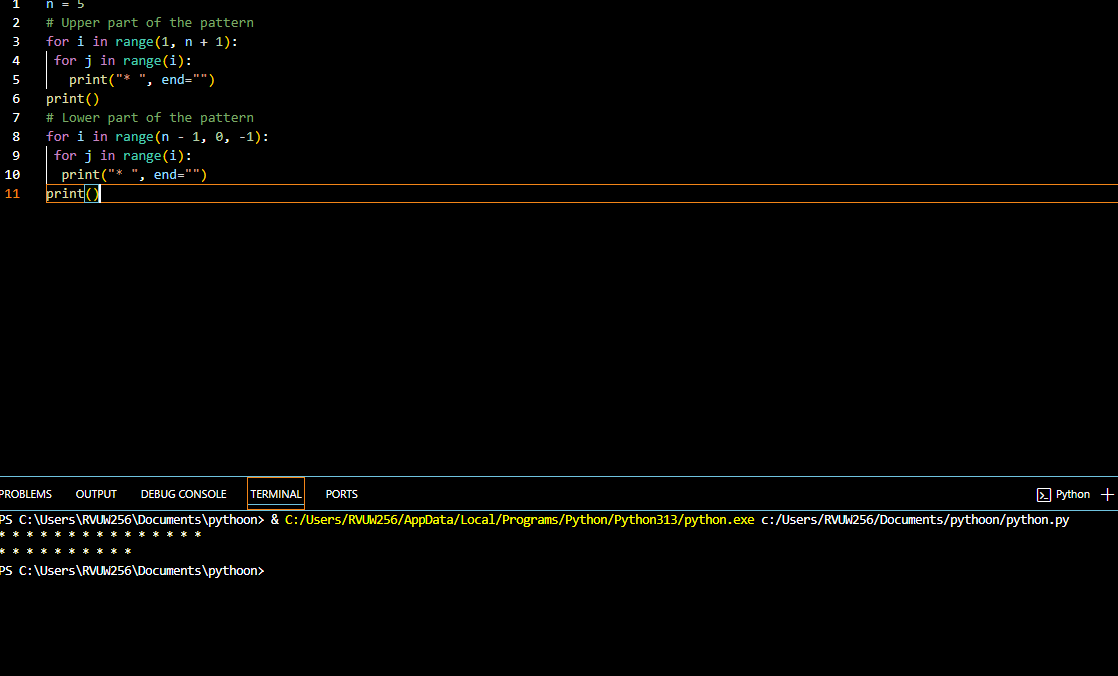 1 n = 5
2 # Upper part of the pattern
3 for i in range(1, n + 1):
4 for j in range(i):
5 print("* ", end="")
6 print()
7 # Lower part of the pattern
8 for i in range(n - 1, 0, -1):
9 for j in range(i):
10 print("* ", end="")
11 print()
PROBLEMS OUTPUT DEBUG CONSOLE TERMINAL PORTS Python +
PS C:\Users\RVUW256\Documents\pythoon> & C:/Users/RVUW256/AppData/Local/Programs/Python/Python313/python.exe c:/Users/RVUW256/Documents/pythoon/python.py
* * * * * * * * * * * * * * *
* * * * * * * * * *
PS C:\Users\RVUW256\Documents\pythoon>